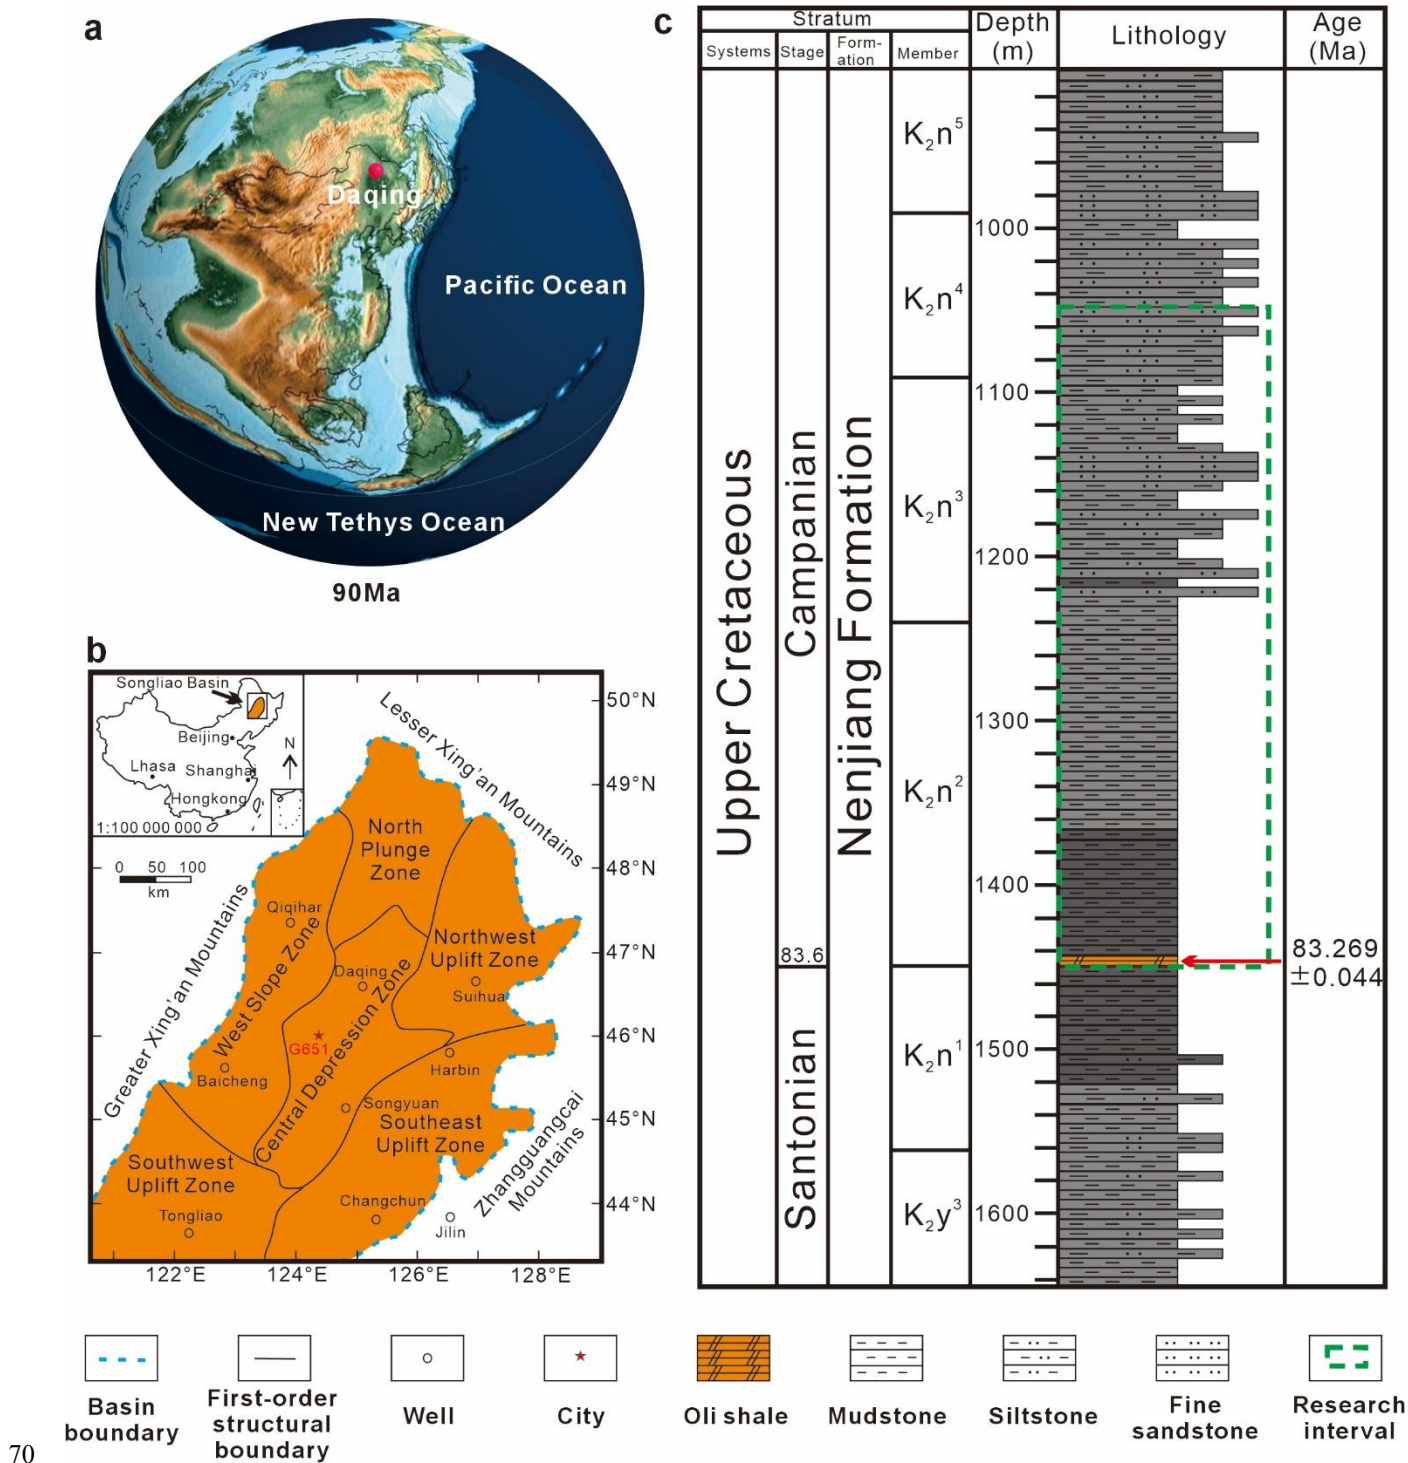 a
Daqing
Pacific Ocean
New Tethys Ocean
90Ma
b
Songliao Basin
Beijing
N
Lhasa
Shanghai
Hongkong
1:100 000 000
0 50 100
km
Greater Xing'an Mountains
Lesser Xing'an Mountains
Zhangguangcai
Mountains
North
Plunge
Zone
Qiqihar
West Slope Zone
Northwest
Uplift Zone
Daqing
Suihua
G651
Central Depression Zone
Baicheng
Harbin
Songyuan
Southeast
Uplift Zone
Southwest
Uplift Zone
Changchun
Tongliao
Jilin
50°N
49°N
48°N
47°N
46°N
45°N
44°N
122°E 124°E 126°E 128°E
c
Stratum
Systems Stage Form-
ation Member
Depth
(m)
Lithology
Age
(Ma)
Upper Cretaceous
Campanian
83.6
Santonian
Nenjiang Formation
K₂n⁵
K₂n⁴
K₂n³
K₂n²
K₂n¹
K₂y³
1000
1100
1200
1300
1400
1500
1600
83.269
±0.044
Basin
boundary
First-order
structural
boundary
Well
City
Oli shale
Mudstone
Siltstone
Fine
sandstone
Research
interval
70